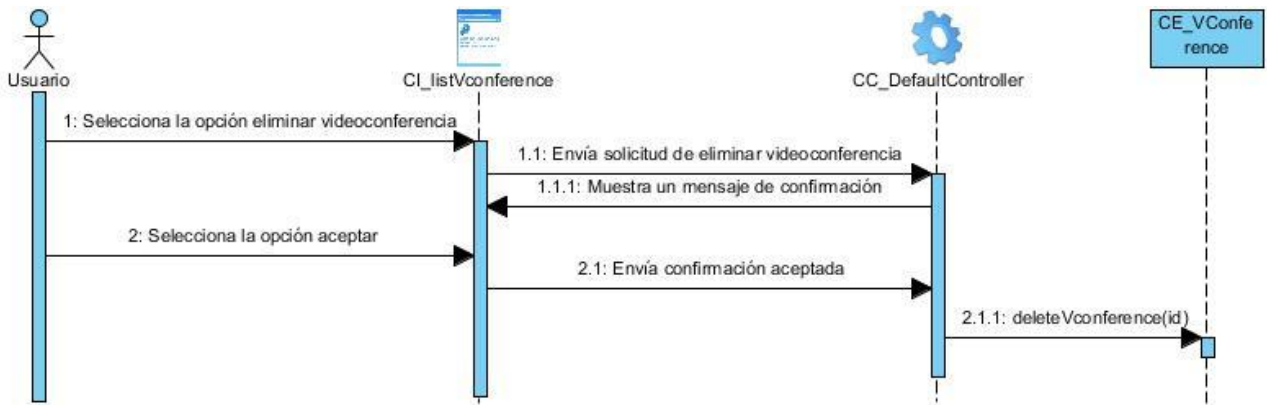 CE_VConfe
rence
Usuario
CI_listVconference
CC_DefaultController
1: Selecciona la opción eliminar videoconferencia
1.1: Envía solicitud de eliminar videoconferencia
1.1.1: Muestra un mensaje de confirmación
2: Selecciona la opción aceptar
2.1: Envía confirmación aceptada
2.1.1: deleteVconference(id)